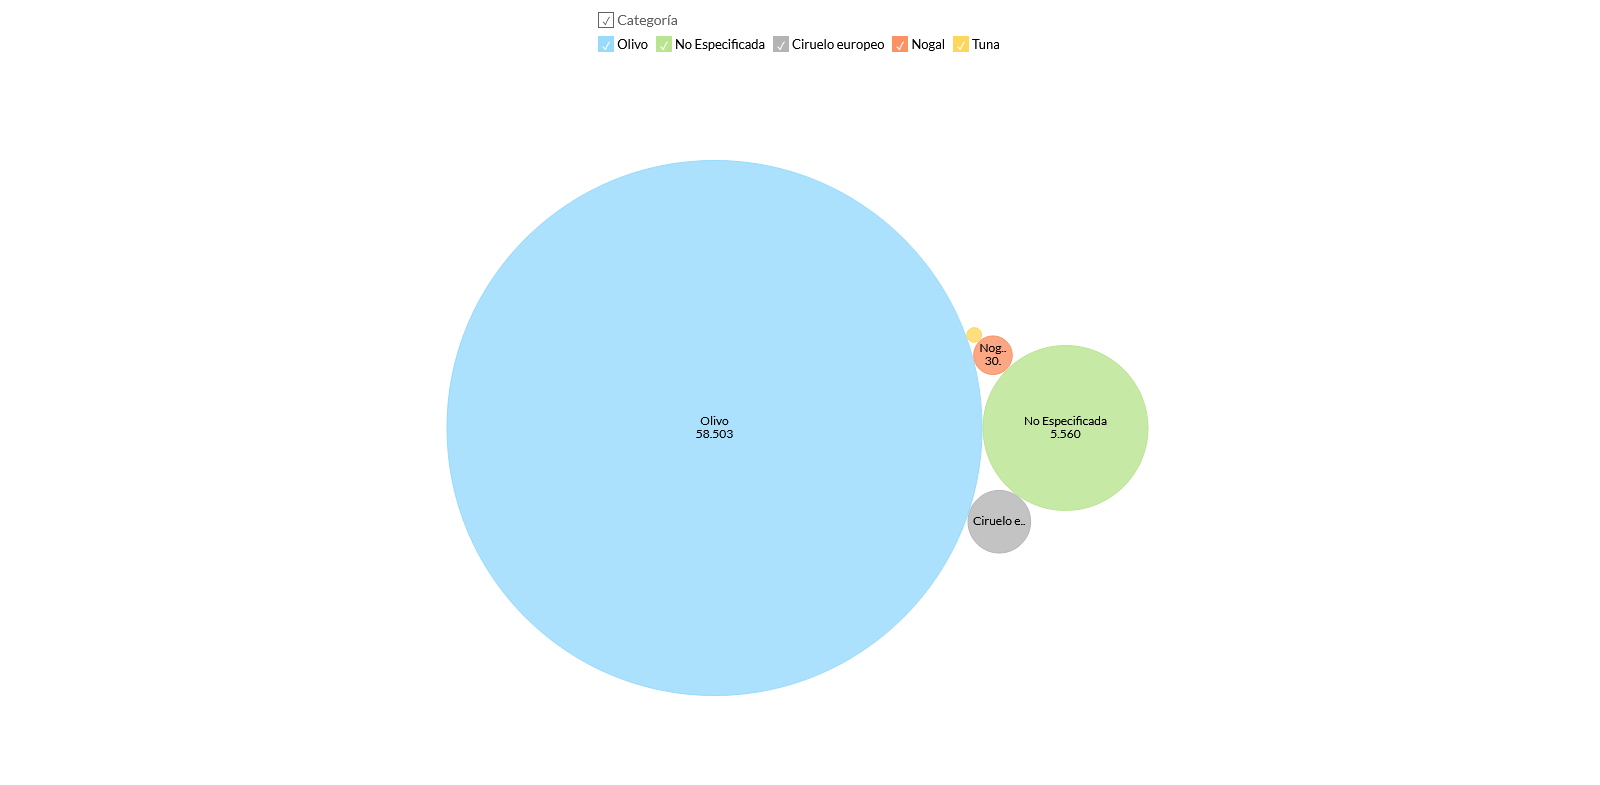 Categoría
Olivo No Especificada Ciruelo europeo Nogal Tuna
Nog..
30.
Olivo
58.503
No Especificada
5.560
Ciruelo e..